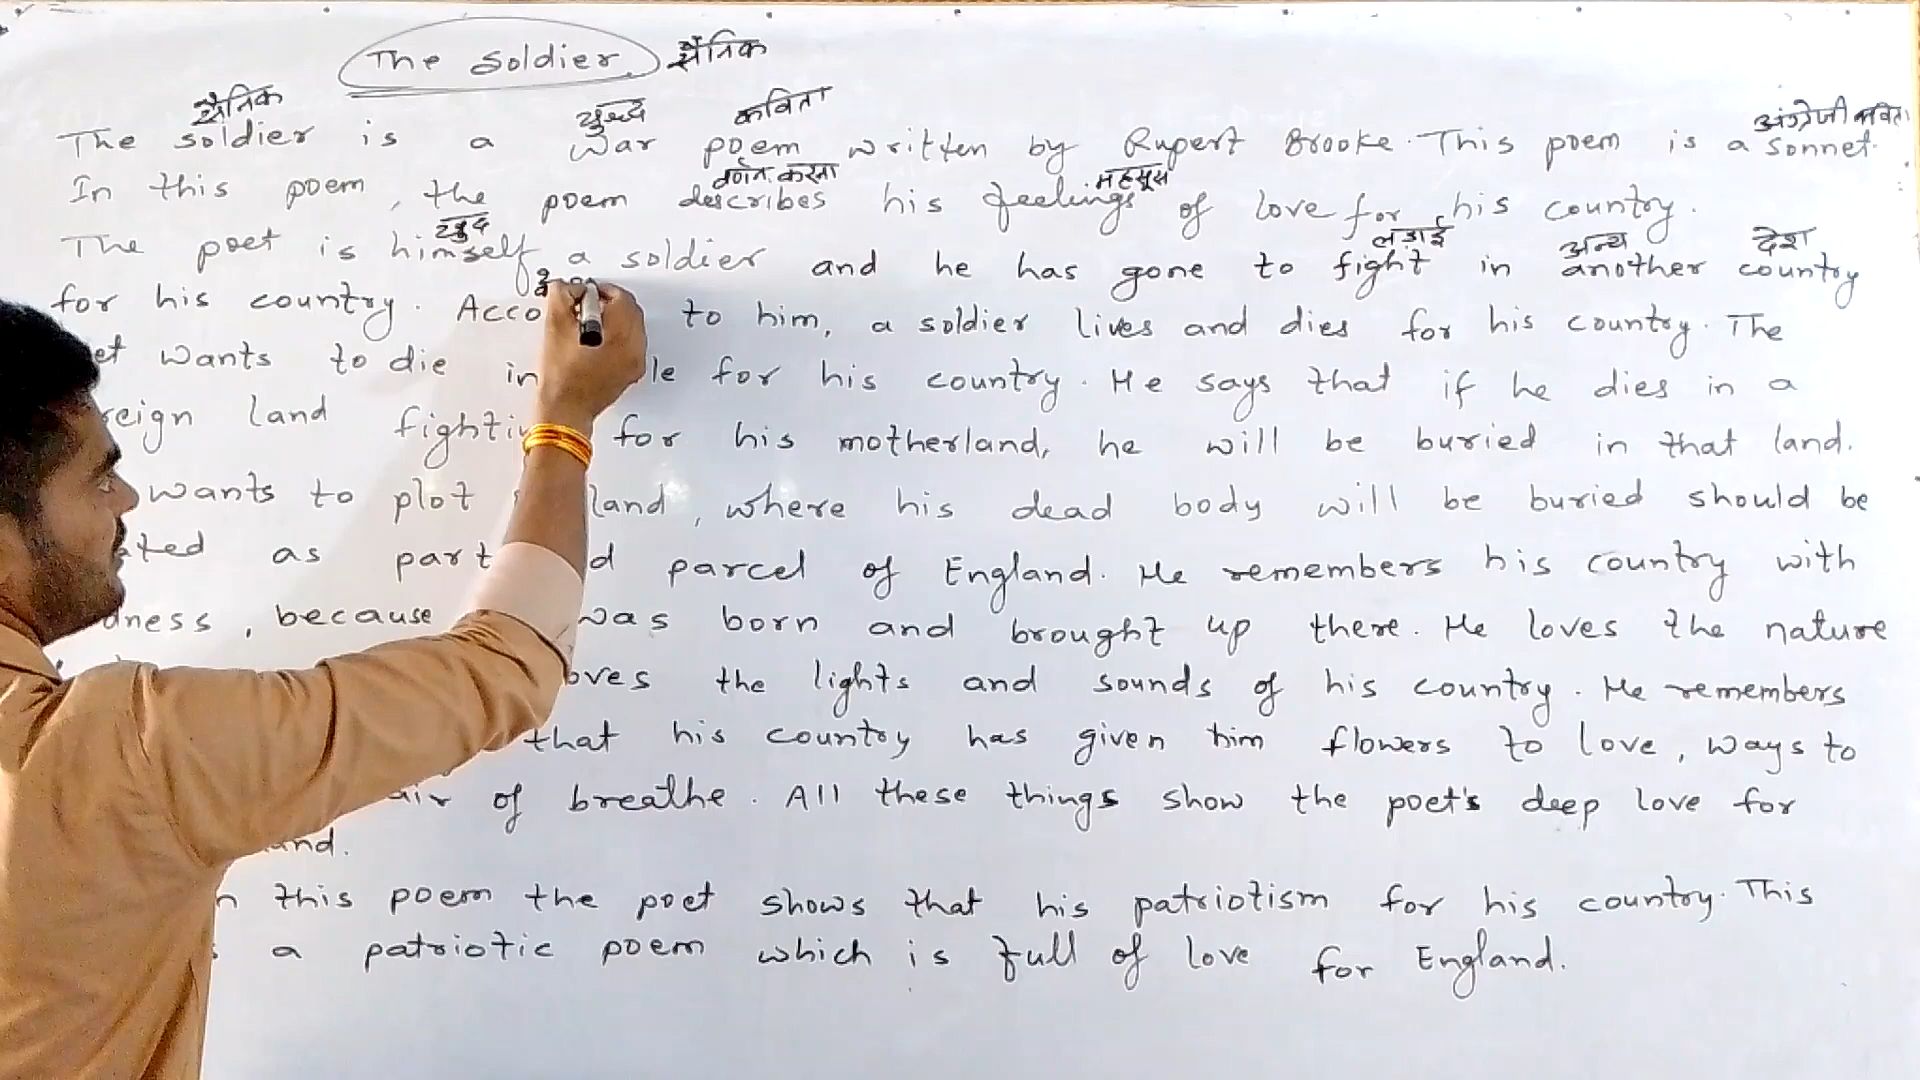 The Soldier सैनिक
सैनिक युध्द कविता अंग्रेजी कविता
The soldier is a war poem written by Rupert Brooke. This poem is a sonnet.
वर्णन करना महसूस
In this poem, the poem describes his feelings of love for his country.
खुद लड़ाई अन्य देश
The poet is himself a soldier and he has gone to fight in another country
for his country. Acco to him, a soldier lives and dies for his country. The
et wants to die in le for his country. He says that if he dies in a
reign land fightin for his motherland, he will be buried in that land.
wants to plot land, where his dead body will be buried should be
ated as part d parcel of England. He remembers his country with
dness, because was born and brought up there. He loves the nature
oves the lights and sounds of his country. He remembers
that his country has given him flowers to love, ways to
air of breathe. All these things show the poet's deep love for
and.
n this poem the poet shows that his patriotism for his country. This
a patriotic poem which is full of love for England.